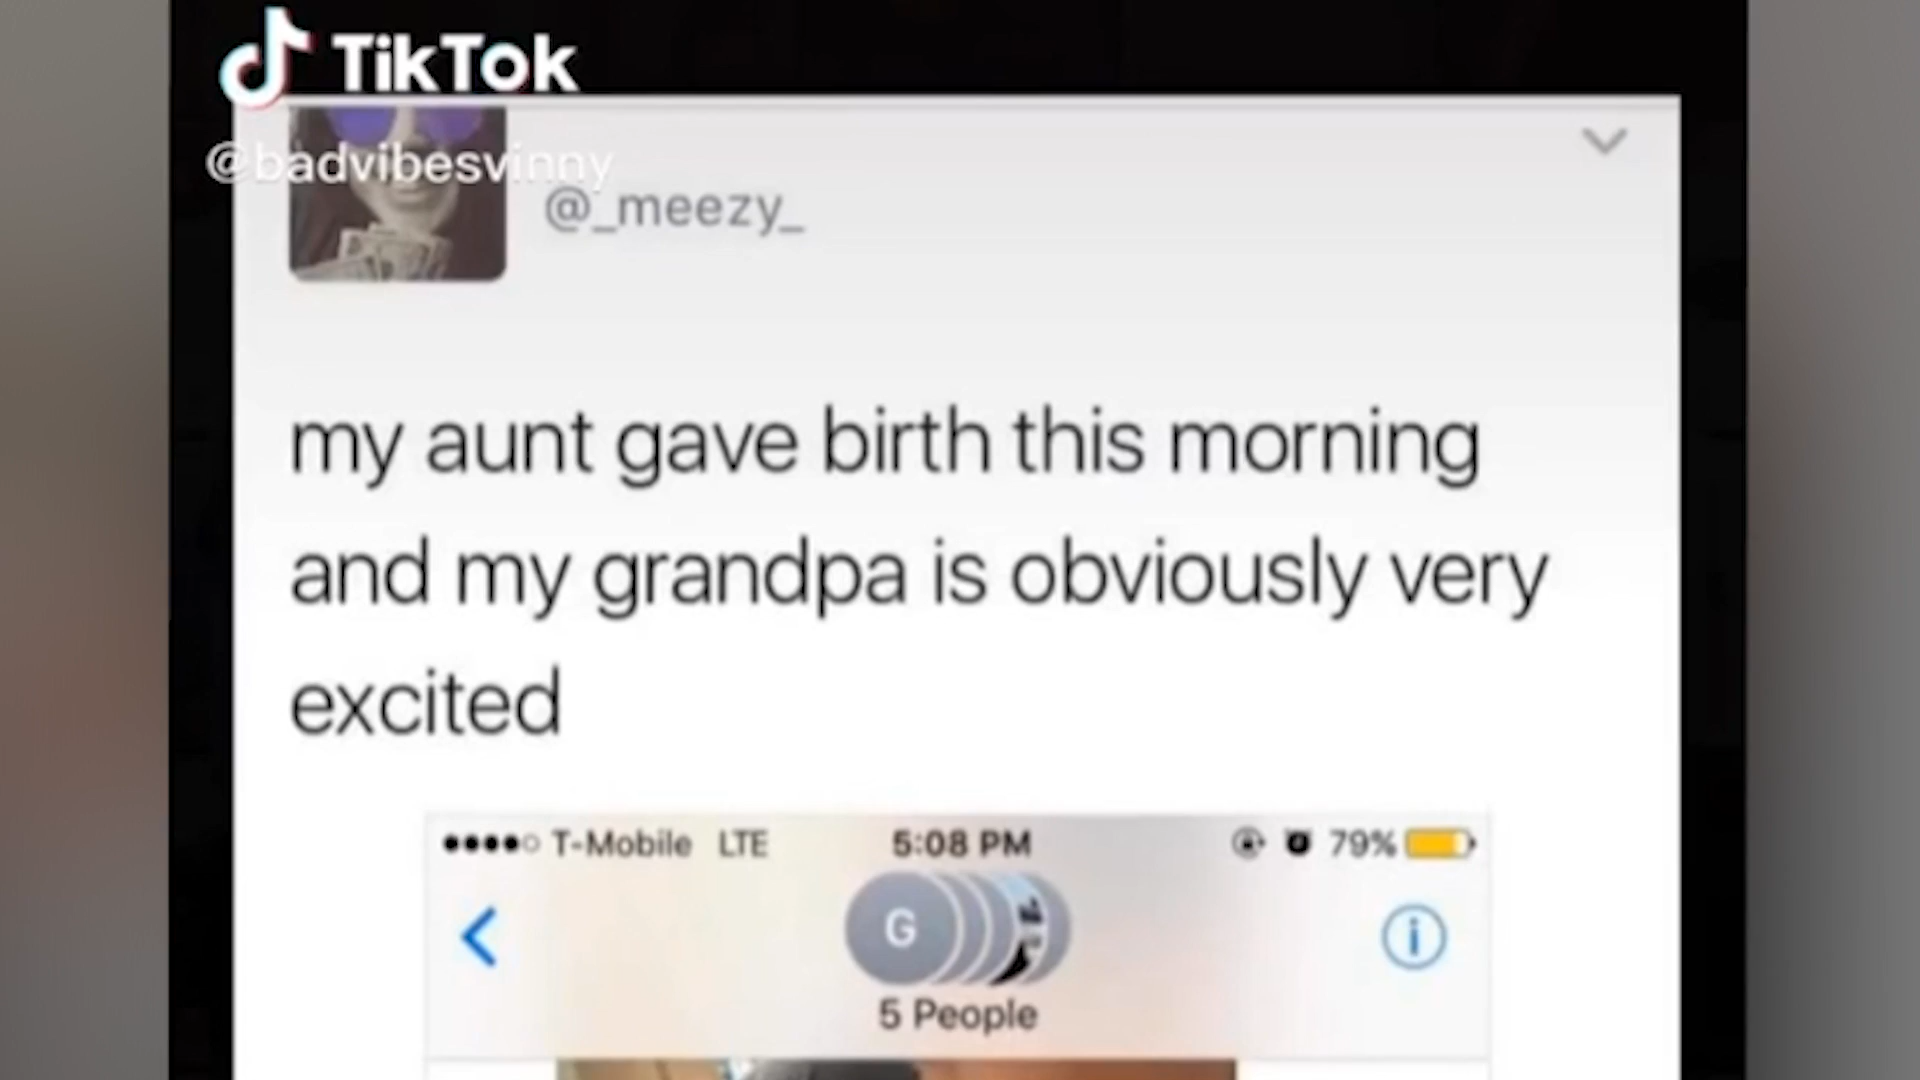 TikTok
@badvibesvinny
@_meezy_
my aunt gave birth this morning
and my grandpa is obviously very
excited
T-Mobile LTE 5:08 PM 79%
G
5 People